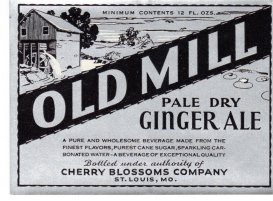 MINIMUM CONTENTS 12 FL. OZS.
OLD MILL
PALE DRY
GINGER ALE
A PURE AND WHOLESOME BEVERAGE MADE FROM THE
FINEST FLAVORS, PUREST CANE SUGAR, SPARKLING CAR-
BONATED WATER - A BEVERAGE OF EXCEPTIONAL QUALITY
Bottled under authority of
CHERRY BLOSSOMS COMPANY
ST. LOUIS, MO.